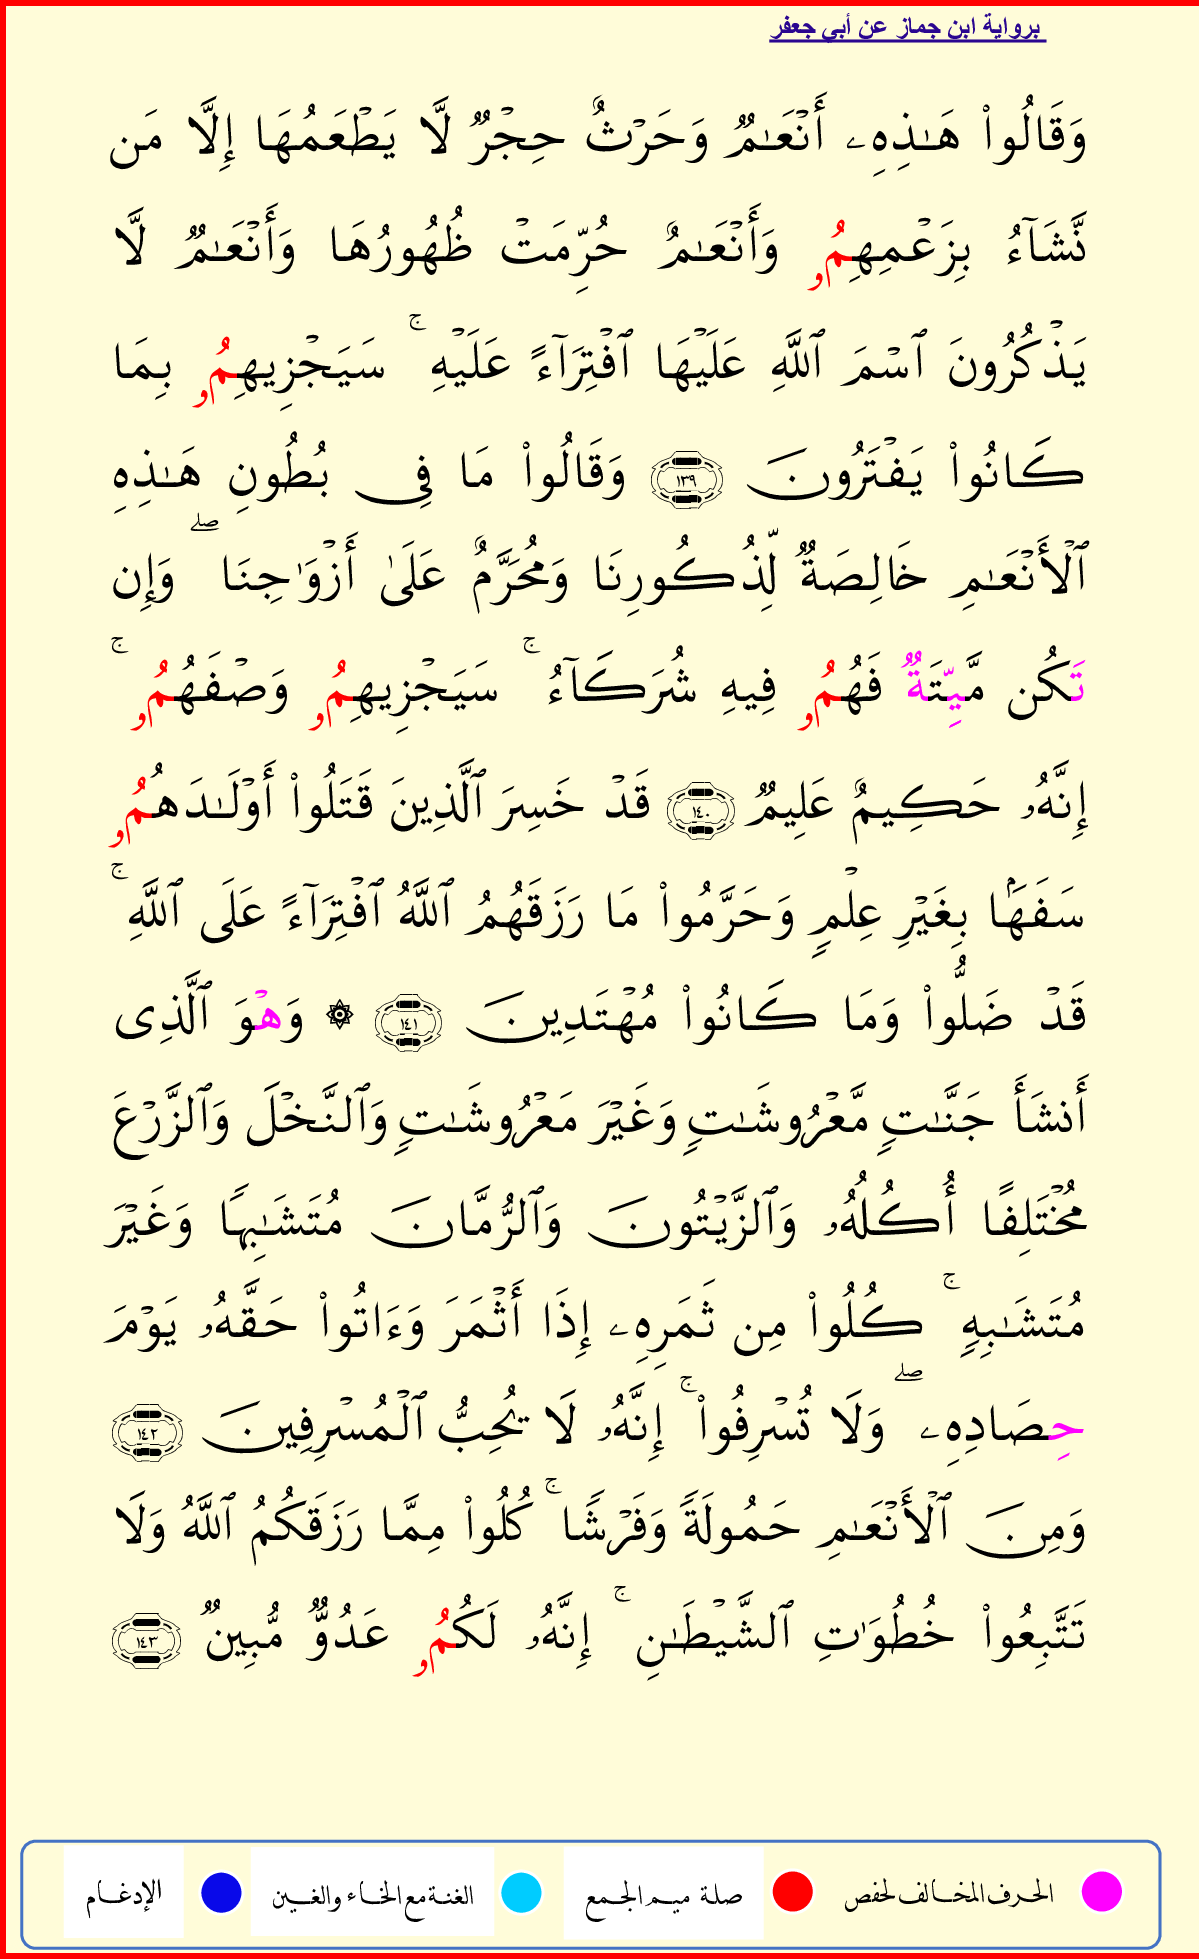 برواية ابن جماز عن أبي جعفر
وَقَالُوا۟ هَـٰذِهِۦ أَنْعَـٰمٌۭ وَحَرْثٌ حِجْرٌۭ لَّا يَطْعَمُهَا إِلَّا مَن
نَّشَآءُ بِزَعْمِهِمُۥ وَأَنْعَـٰمٌ حُرِّمَتْ ظُهُورُهَا وَأَنْعَـٰمٌۭ لَّا
يَذْكُرُونَ ٱسْمَ ٱللَّهِ عَلَيْهَا ٱفْتِرَآءً عَلَيْهِ ۚ سَيَجْزِيهِمُۥ بِمَا
كَانُوا۟ يَفْتَرُونَ ١٣٩ وَقَالُوا۟ مَا فِى بُطُونِ هَـٰذِهِ
ٱلْأَنْعَـٰمِ خَالِصَةٌۭ لِّذُكُورِنَا وَمُحَرَّمٌ عَلَىٰٓ أَزْوَٰجِنَا ۖ وَإِن
تَكُن مَّيِّتَةٌۭ فَهُمُۥ فِيهِ شُرَكَآءُ ۚ سَيَجْزِيهِمُۥ وَصْفَهُمُۥ ۚ
إِنَّهُۥ حَكِيمٌ عَلِيمٌۭ ١٤٠ قَدْ خَسِرَ ٱلَّذِينَ قَتَلُوا۟ أَوْلَـٰدَهُمُۥ
سَفَهًۢا بِغَيْرِ عِلْمٍ وَحَرَّمُوا۟ مَا رَزَقَهُمُ ٱللَّهُ ٱفْتِرَآءً عَلَى ٱللَّهِ ۚ
قَدْ ضَلُّوا۟ وَمَا كَانُوا۟ مُهْتَدِينَ ١٤١ ۞ وَهْوَ ٱلَّذِى
أَنشَأَ جَنَّـٰتٍ مَّعْرُوشَـٰتٍ وَغَيْرَ مَعْرُوشَـٰتٍ وَٱلنَّخْلَ وَٱلزَّرْعَ
مُخْتَلِفًا أُكُلُهُۥ وَٱلزَّيْتُونَ وَٱلرُّمَّانَ مُتَشَـٰبِهًا وَغَيْرَ
مُتَشَـٰبِهٍ ۚ كُلُوا۟ مِن ثَمَرِهِۦ إِذَا أَثْمَرَ وَءَاتُوا۟ حَقَّهُۥ يَوْمَ
حِصَادِهِۦ ۖ وَلَا تُسْرِفُوا۟ ۚ إِنَّهُۥ لَا يُحِبُّ ٱلْمُسْرِفِينَ ١٤٢
وَمِنَ ٱلْأَنْعَـٰمِ حَمُولَةً وَفَرْشًا ۚ كُلُوا۟ مِمَّا رَزَقَكُمُ ٱللَّهُ وَلَا
تَتَّبِعُوا۟ خُطُوَٰتِ ٱلشَّيْطَـٰنِ ۚ إِنَّهُۥ لَكُمُۥ عَدُوٌّۭ مُّبِينٌۭ ١٤٣
الحرف المخالف لحفص صلة ميم الجمع الغنة مع الخاء والغين الإدغام